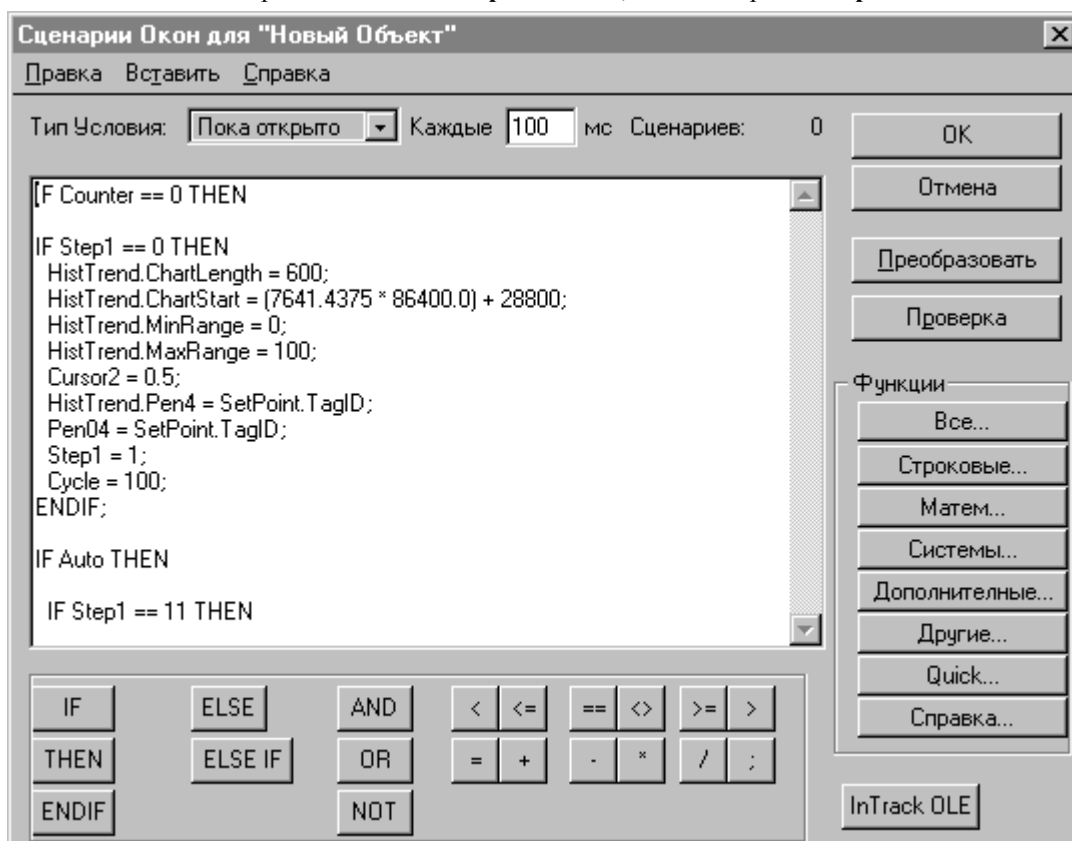 Сценарии Окон для "Новый Объект"
Правка Вставить Справка
Тип Условия: Пока открыто Каждые 100 мс Сценариев: 0
OK
Отмена
Преобразовать
Проверка
IF Counter == 0 THEN
IF Step1 == 0 THEN
HistTrend.ChartLength = 600;
HistTrend.ChartStart = (7641.4375 * 86400.0) + 28800;
HistTrend.MinRange = 0;
HistTrend.MaxRange = 100;
Cursor2 = 0.5;
HistTrend.Pen4 = SetPoint.TagID;
Pen04 = SetPoint.TagID;
Step1 = 1;
Cycle = 100;
ENDIF;
IF Auto THEN
IF Step1 == 11 THEN
Функции
Все...
Строковые...
Матем...
Системы...
Дополнителные...
Другие...
Quick...
Справка...
IF ELSE AND < <= == <> >= >
THEN ELSE IF OR = + - * / ;
ENDIF NOT
InTrack OLE